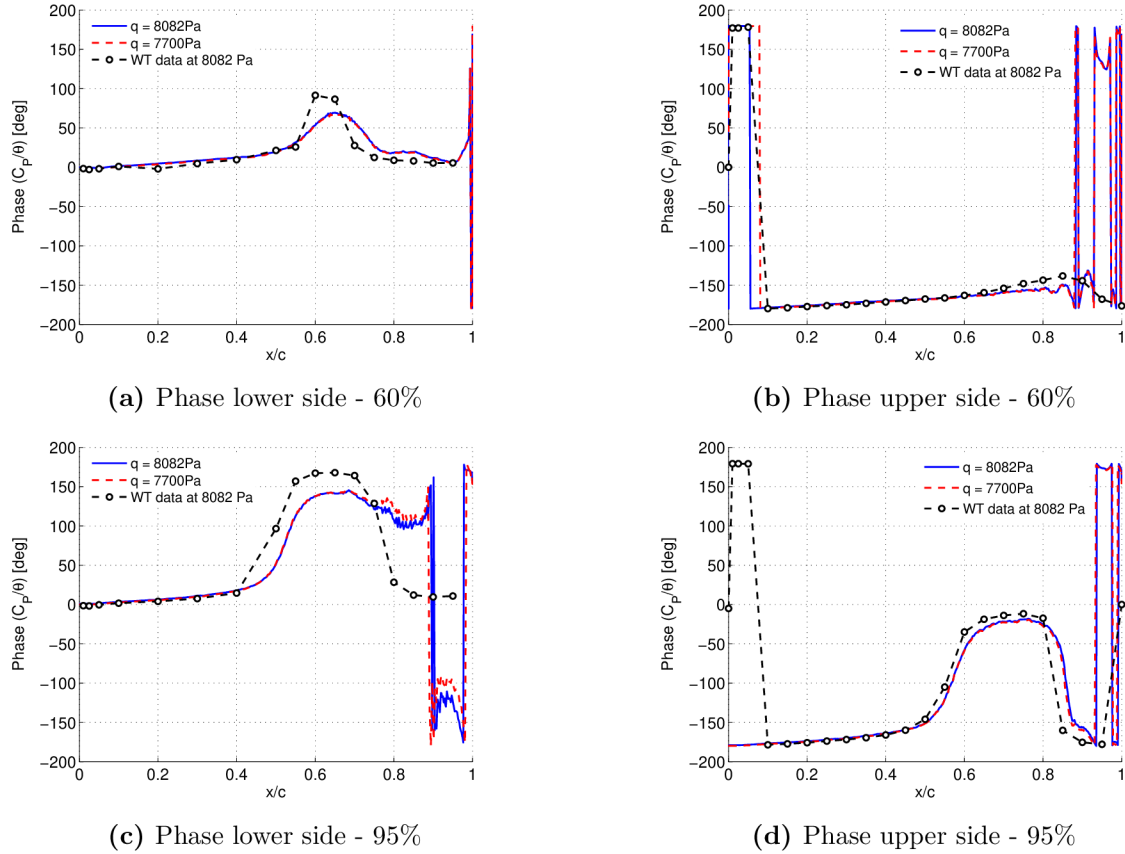 200
150
100
50
0
−50
−100
−150
−200
Phase (C_P/θ) [deg]
q = 8082Pa
q = 7700Pa
WT data at 8082 Pa
0 0.2 0.4 0.6 0.8 1
x/c
(a) Phase lower side - 60%
200
150
100
50
0
−50
−100
−150
−200
Phase (C_P/θ) [deg]
q = 8082Pa
q = 7700Pa
WT data at 8082 Pa
0 0.2 0.4 0.6 0.8 1
x/c
(b) Phase upper side - 60%
200
150
100
50
0
−50
−100
−150
−200
Phase (C_P/θ) [deg]
q = 8082Pa
q = 7700Pa
WT data at 8082 Pa
0 0.2 0.4 0.6 0.8 1
x/c
(c) Phase lower side - 95%
200
150
100
50
0
−50
−100
−150
−200
Phase (C_P/θ) [deg]
q = 8082Pa
q = 7700Pa
WT data at 8082 Pa
0 0.2 0.4 0.6 0.8 1
x/c
(d) Phase upper side - 95%